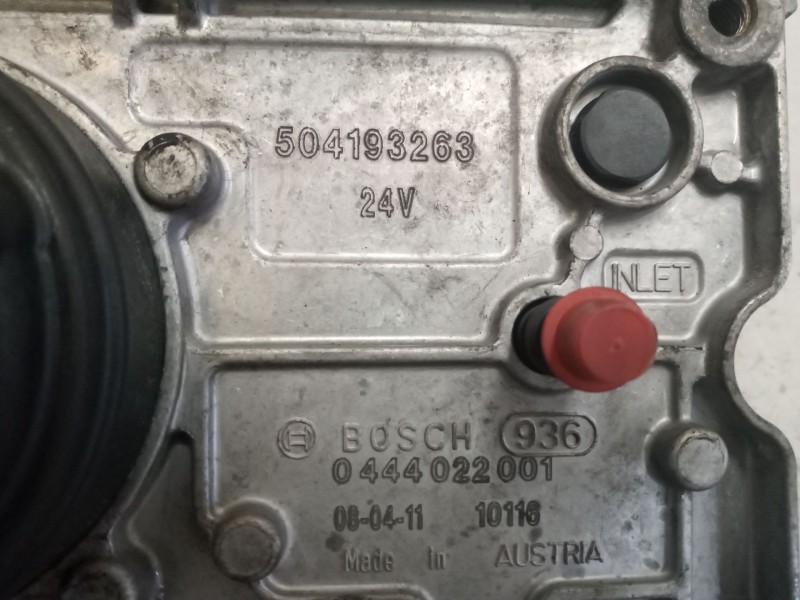 504193263
24V
INLET
BOSCH 936
0 444 022 001
08-04-11 10116
Made in AUSTRIA